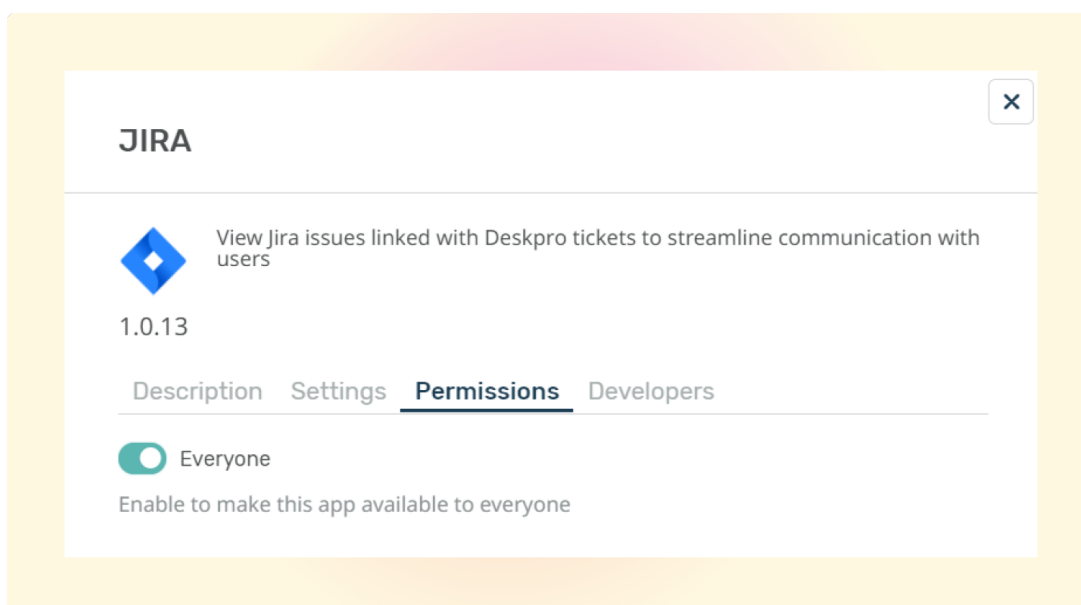 JIRA
View Jira issues linked with Deskpro tickets to streamline communication with
users
1.0.13
Description Settings Permissions Developers
Everyone
Enable to make this app available to everyone